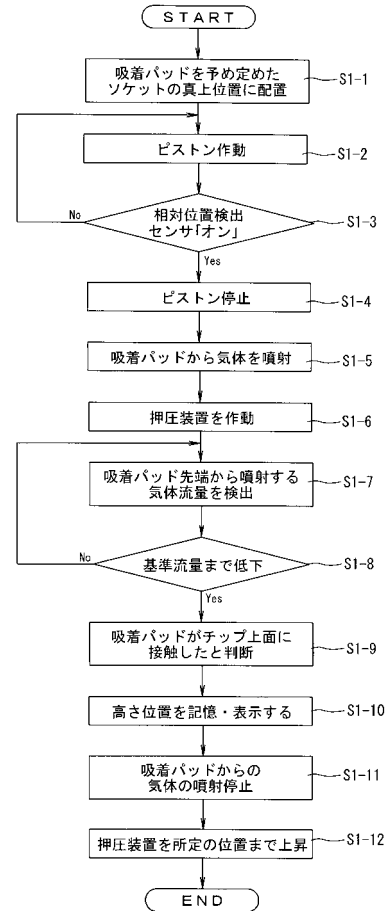 START
吸着パッドを予め定めた
ソケットの真上位置に配置
S1-1
ピストン作動
S1-2
No
相対位置検出
センサ「オン」
S1-3
Yes
ピストン停止
S1-4
吸着パッドから気体を噴射
S1-5
押圧装置を作動
S1-6
吸着パッド先端から噴射する
気体流量を検出
S1-7
No
基準流量まで低下
S1-8
Yes
吸着パッドがチップ上面に
接触したと判断
S1-9
高さ位置を記憶・表示する
S1-10
吸着パッドからの
気体の噴射停止
S1-11
押圧装置を所定の位置まで上昇
S1-12
END